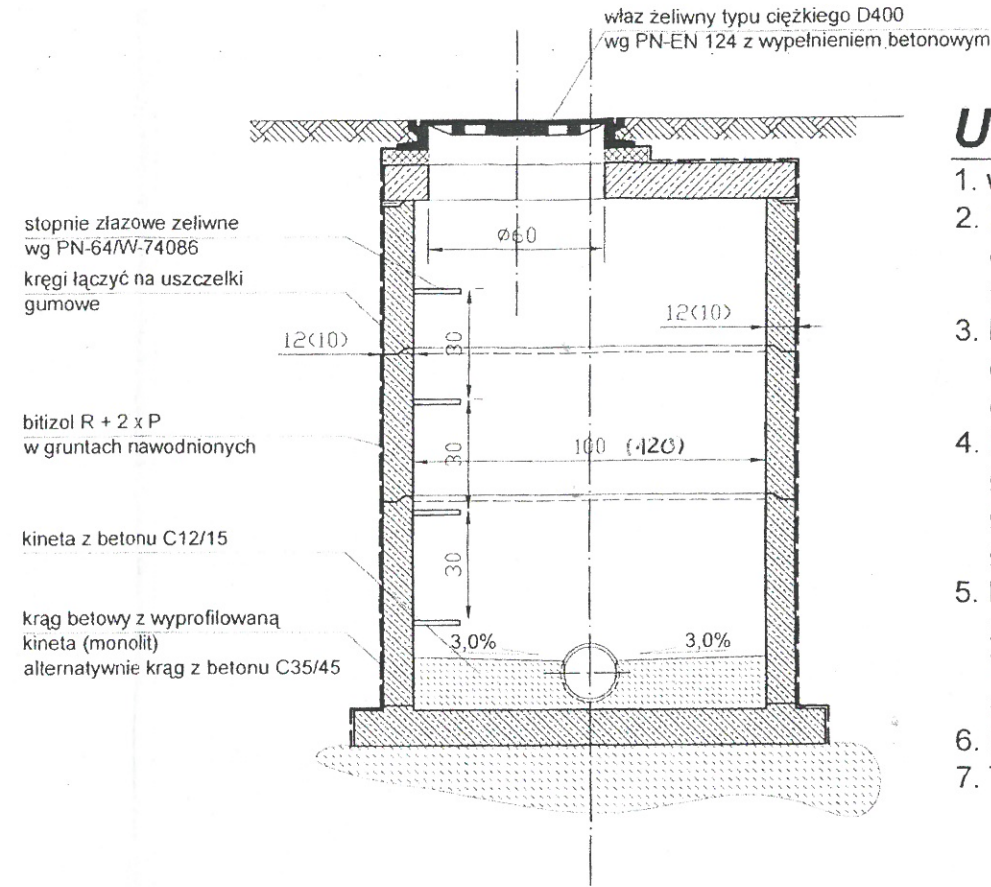 właz żeliwny typu ciężkiego D400
wg PN-EN 124 z wypełnieniem betonowym
U
1. w
2.
3.
4.
5.
6.
7.
stopnie złazowe zeliwne
wg PN-64/W-74086
kręgi łączyć na uszczelki
gumowe
bitizol R + 2 x P
w gruntach nawodnionych
kineta z betonu C12/15
krąg betowy z wyprofilowaną
kineta (monolit)
alternatywnie krąg z betonu C35/45
ø60
12(10)
12(10)
30
30
30
100 (120)
3,0%
3,0%